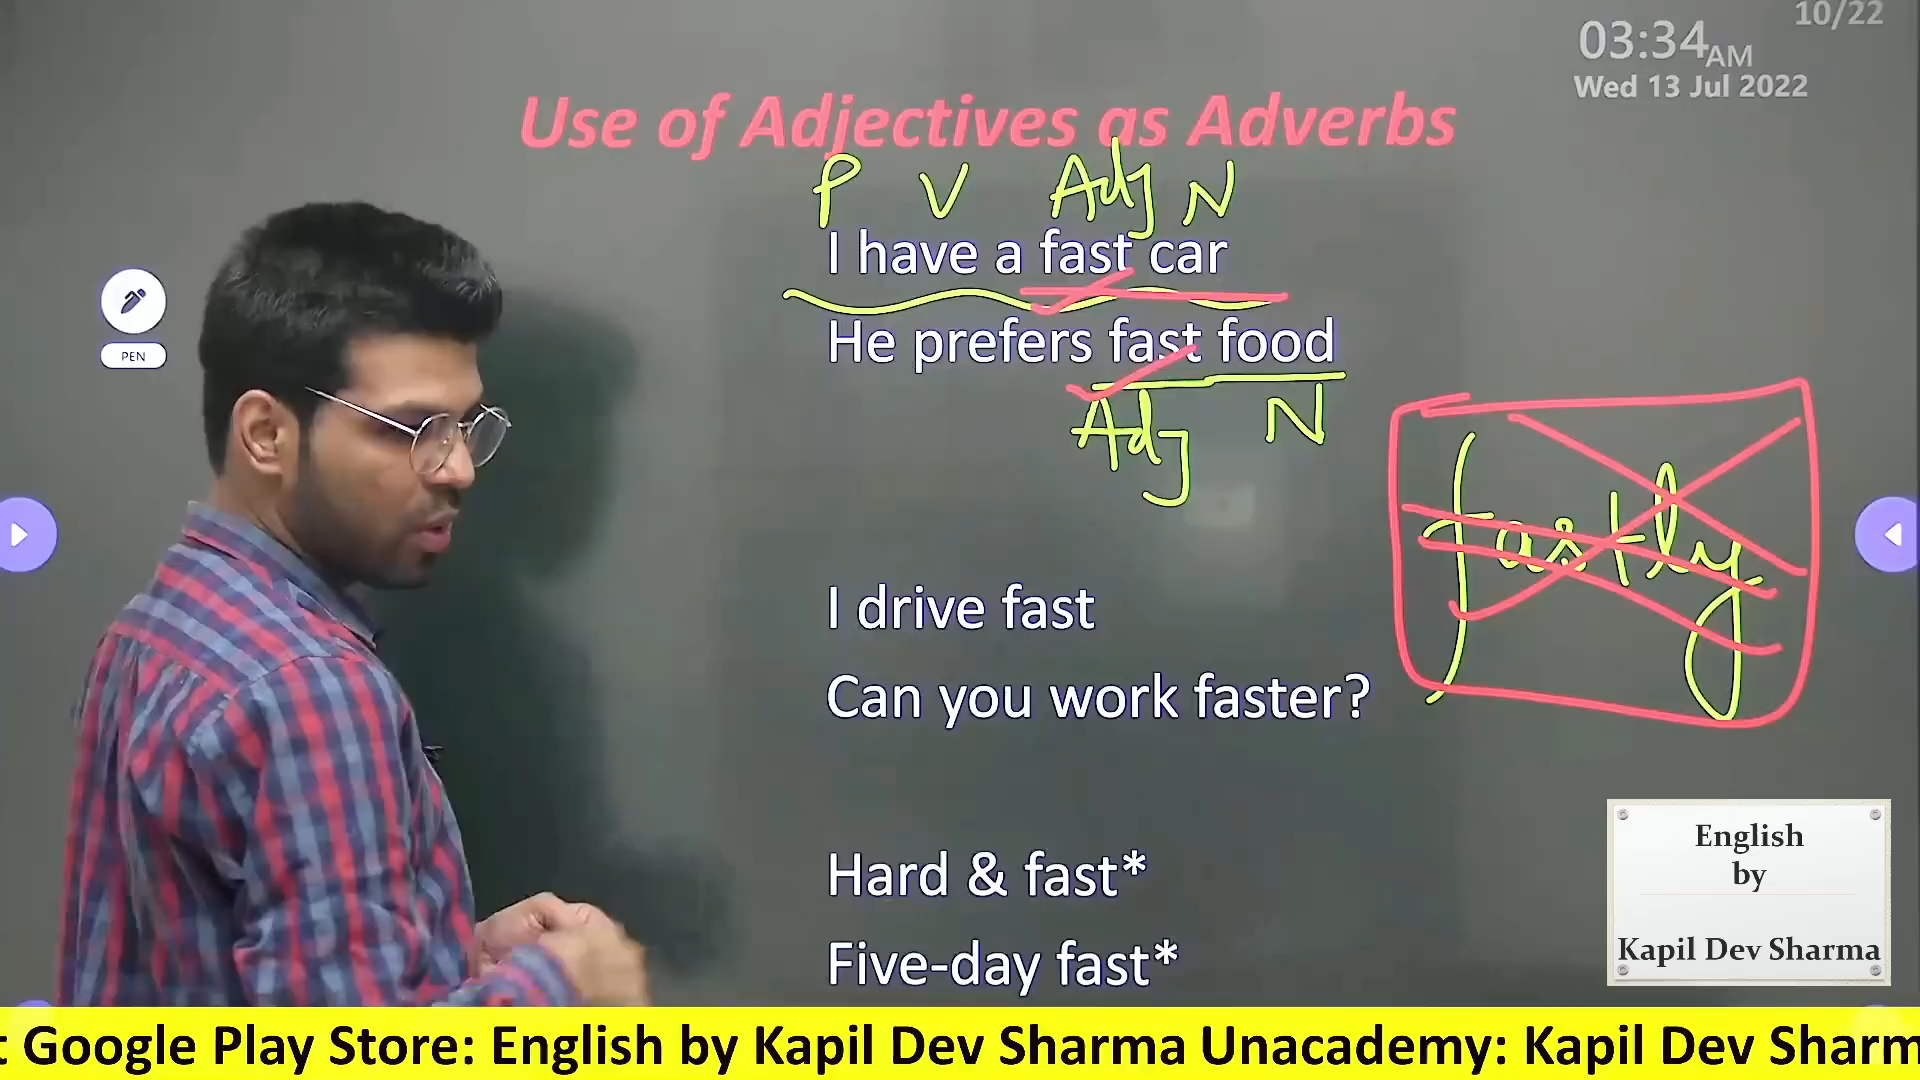 10/22
03:34 AM
Wed 13 Jul 2022
Use of Adjectives as Adverbs
P V Adj N
I have a fast car
He prefers fast food
Adj N
fastly
PEN
I drive fast
Can you work faster?
Hard & fast*
Five-day fast*
English
by
Kapil Dev Sharma
Google Play Store: English by Kapil Dev Sharma Unacademy: Kapil Dev